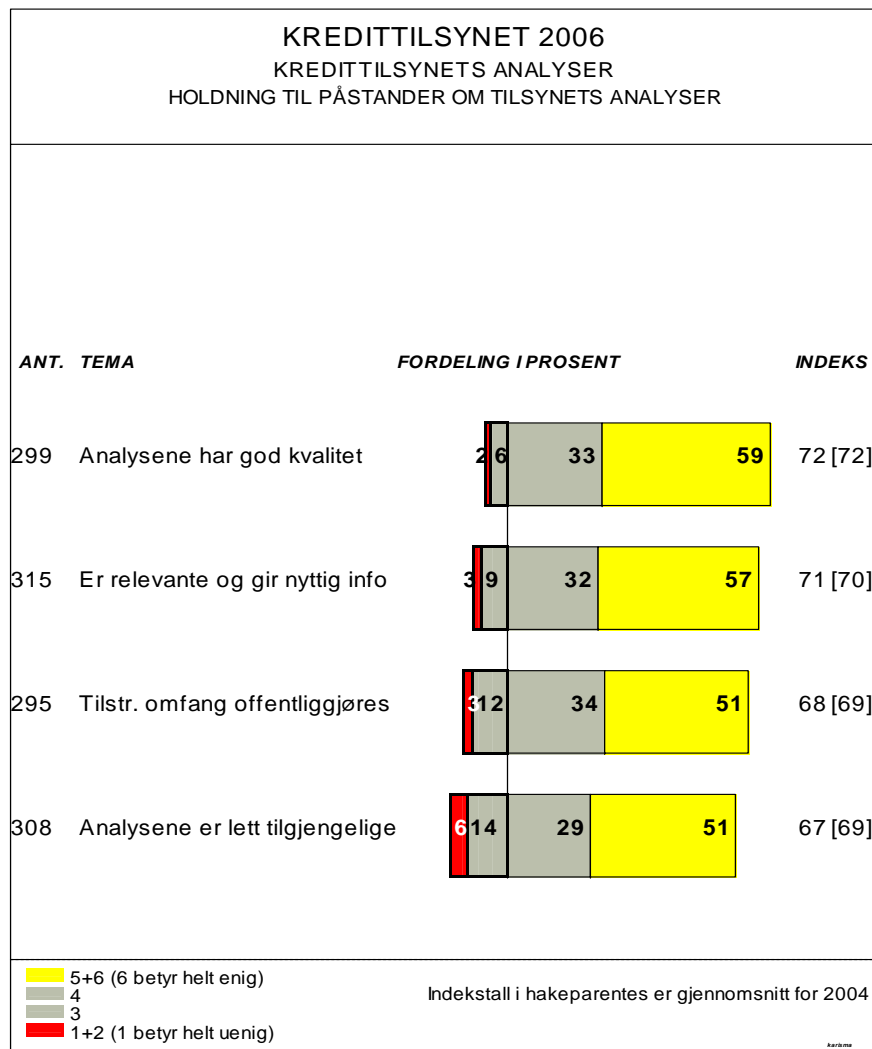 KREDITTILSYNET 2006
KREDITTILSYNETS ANALYSER
HOLDNING TIL PÅSTANDER OM TILSYNETS ANALYSER
ANT. TEMA FORDELING I PROSENT INDEKS
299 Analysene har god kvalitet 2 6 33 59 72 [72]
315 Er relevante og gir nyttig info 3 9 32 57 71 [70]
295 Tilstr. omfang offentliggjøres 3 12 34 51 68 [69]
308 Analysene er lett tilgjengelige 6 14 29 51 67 [69]
5+6 (6 betyr helt enig)
4
3
1+2 (1 betyr helt uenig)
Indekstall i hakeparentes er gjennomsnitt for 2004
karisma